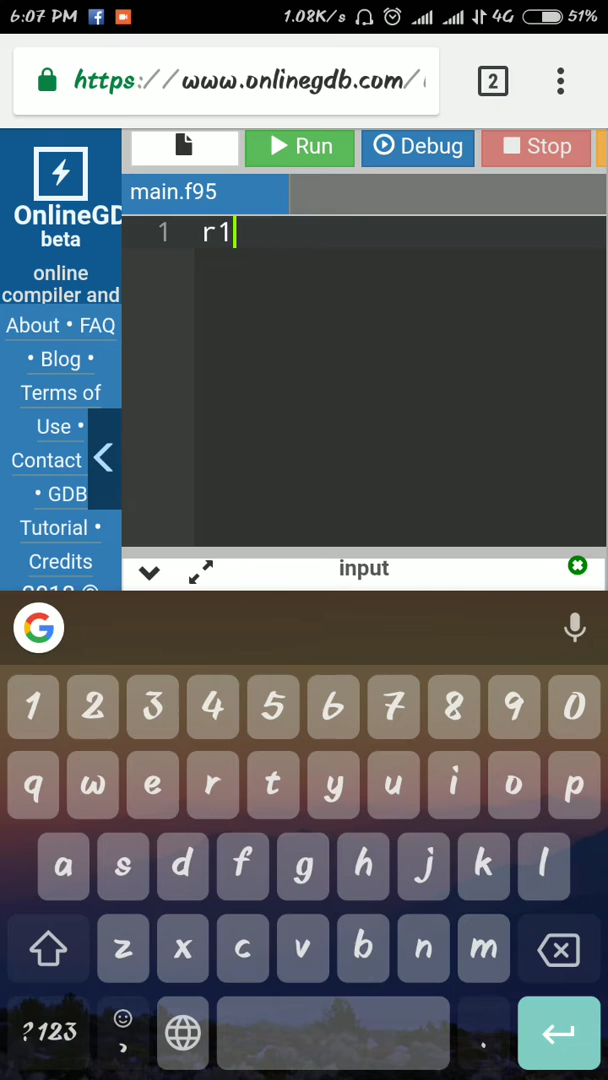 6:07 PM 1.08K/s 4G 51%
https://www.onlinegdb.com/
2
Run Debug Stop
OnlineGD
beta
online
compiler and
About • FAQ
• Blog •
Terms of
Use •
Contact
• GDB
Tutorial •
Credits
main.f95
1 r1
input
1 2 3 4 5 6 7 8 9 0
q w e r t y u i o p
a s d f g h j k l
z x c v b n m
?123 , .